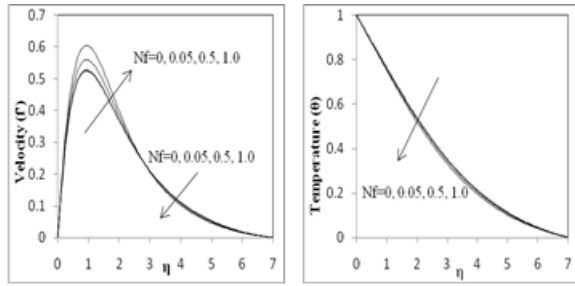 0.7
0.6
0.5
0.4
0.3
0.2
0.1
0
Velocity (f')
Nf=0, 0.05, 0.5, 1.0
Nf=0, 0.05, 0.5, 1.0
0 1 2 3 4 5 6 7
η
1
0.8
0.6
0.4
0.2
0
Temperature (θ)
Nf=0, 0.05, 0.5, 1.0
0 1 2 3 4 5 6 7
η